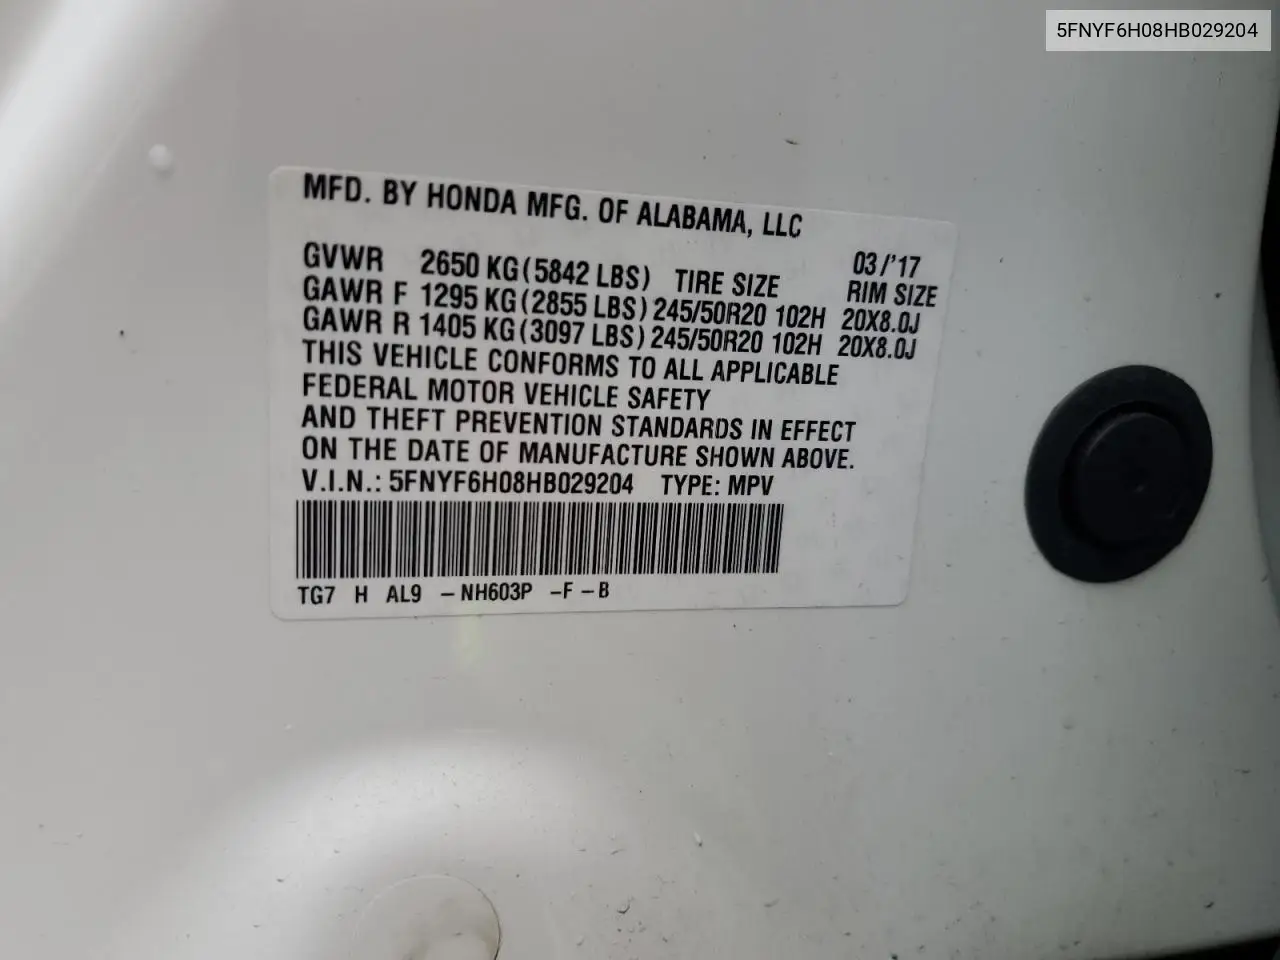 5FNYF6H08HB029204
MFD. BY HONDA MFG. OF ALABAMA, LLC
03/'17
GVWR 2650 KG(5842 LBS) TIRE SIZE RIM SIZE
GAWR F 1295 KG(2855 LBS) 245/50R20 102H 20X8.0J
GAWR R 1405 KG(3097 LBS) 245/50R20 102H 20X8.0J
THIS VEHICLE CONFORMS TO ALL APPLICABLE
FEDERAL MOTOR VEHICLE SAFETY
AND THEFT PREVENTION STANDARDS IN EFFECT
ON THE DATE OF MANUFACTURE SHOWN ABOVE.
V.I.N.: 5FNYF6H08HB029204 TYPE: MPV
TG7 H AL9 -NH603P -F-B